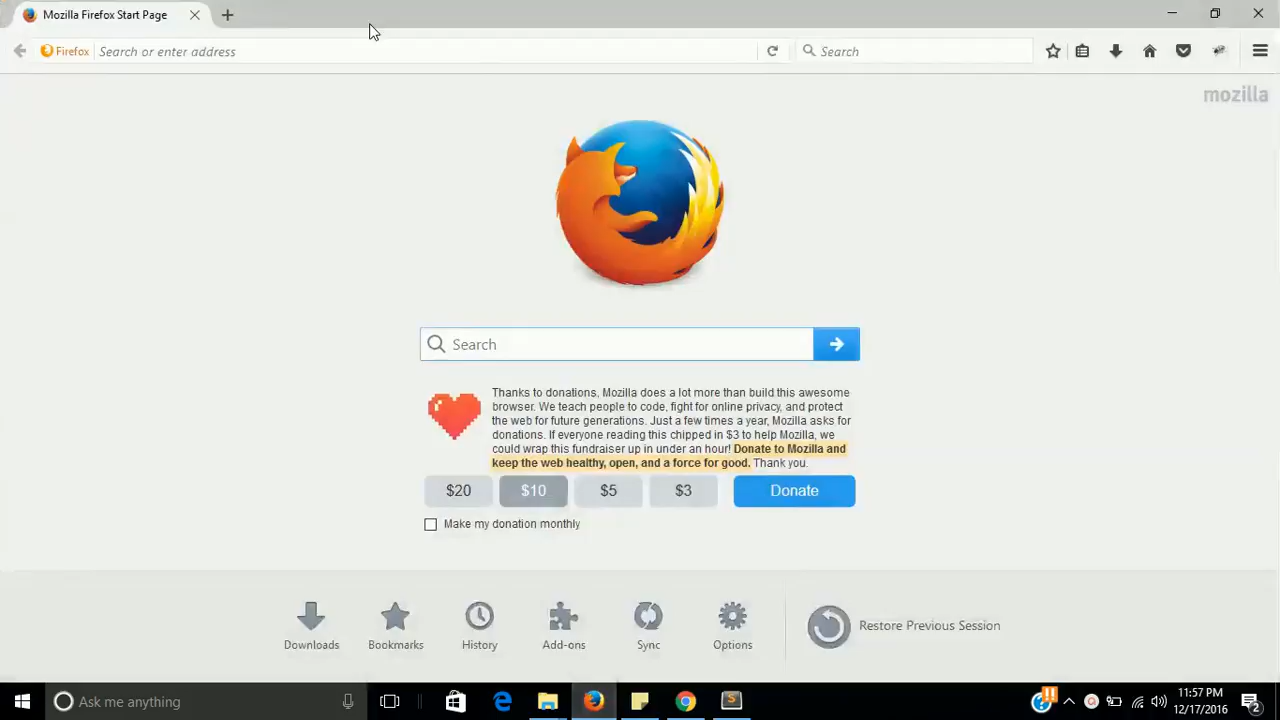 Mozilla Firefox Start Page
Firefox
Search or enter address
Search
mozilla
Search
Thanks to donations, Mozilla does a lot more than build this awesome
browser. We teach people to code, fight for online privacy, and protect
the web for future generations. Just a few times a year, Mozilla asks for
donations. If everyone reading this chipped in $3 to help Mozilla, we
could wrap this fundraiser up in under an hour! Donate to Mozilla and
keep the web healthy, open, and a force for good. Thank you.
$20 $10 $5 $3 Donate
Make my donation monthly
Downloads Bookmarks History Add-ons Sync Options
Restore Previous Session
Ask me anything
11:57 PM
12/17/2016
2